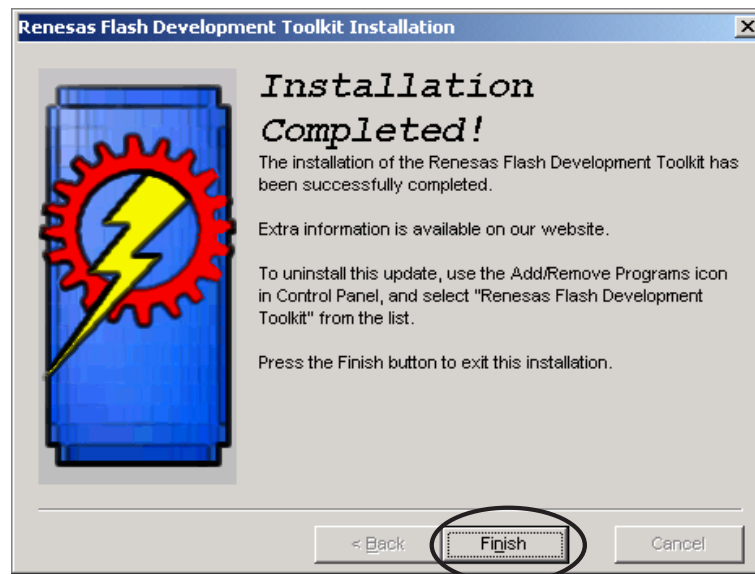 Renesas Flash Development Toolkit Installation
Installation
Completed!
The installation of the Renesas Flash Development Toolkit has
been successfully completed.
Extra information is available on our website.
To uninstall this update, use the Add/Remove Programs icon
in Control Panel, and select "Renesas Flash Development
Toolkit" from the list.
Press the Finish button to exit this installation.
< Back Finish Cancel